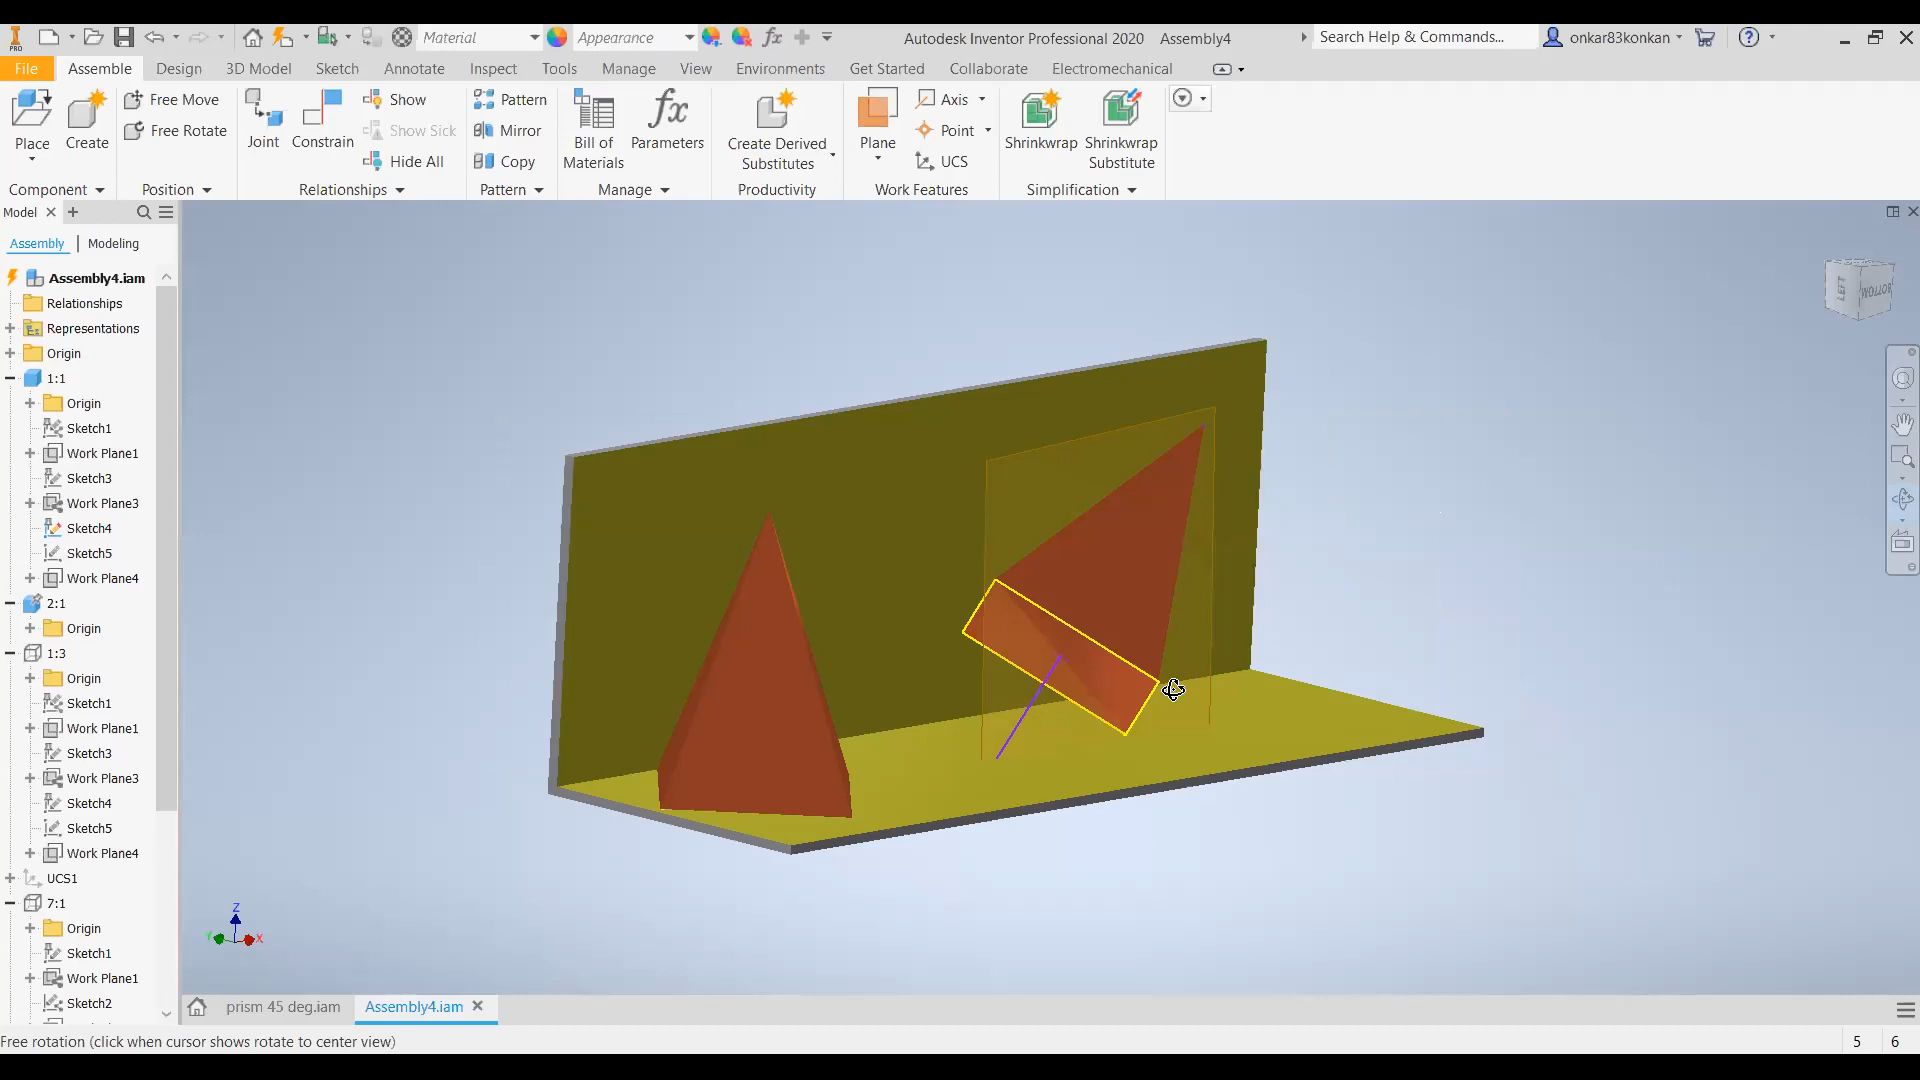 PRO
Material
Appearance
Autodesk Inventor Professional 2020 Assembly4
Search Help & Commands...
onkar83konkan
File Assemble Design 3D Model Sketch Annotate Inspect Tools Manage View Environments Get Started Collaborate Electromechanical
Place
Create
Free Move
Free Rotate
Joint
Constrain
Show
Show Sick
Hide All
Pattern
Mirror
Copy
Bill of
Materials
Parameters
Create Derived
Substitutes
Plane
Axis
Point
UCS
Shrinkwrap
Shrinkwrap
Substitute
Component Position Relationships Pattern Manage Productivity Work Features Simplification
Model
Assembly | Modeling
Assembly4.iam
Relationships
Representations
Origin
1:1
Origin
Sketch1
Work Plane1
Sketch3
Work Plane3
Sketch4
Sketch5
Work Plane4
2:1
Origin
1:3
Origin
Sketch1
Work Plane1
Sketch3
Work Plane3
Sketch4
Sketch5
Work Plane4
UCS1
7:1
Origin
Sketch1
Work Plane1
Sketch2
LEFT
BOTTOM
Z
Y
X
prism 45 deg.iam
Assembly4.iam
Free rotation (click when cursor shows rotate to center view)
5 6